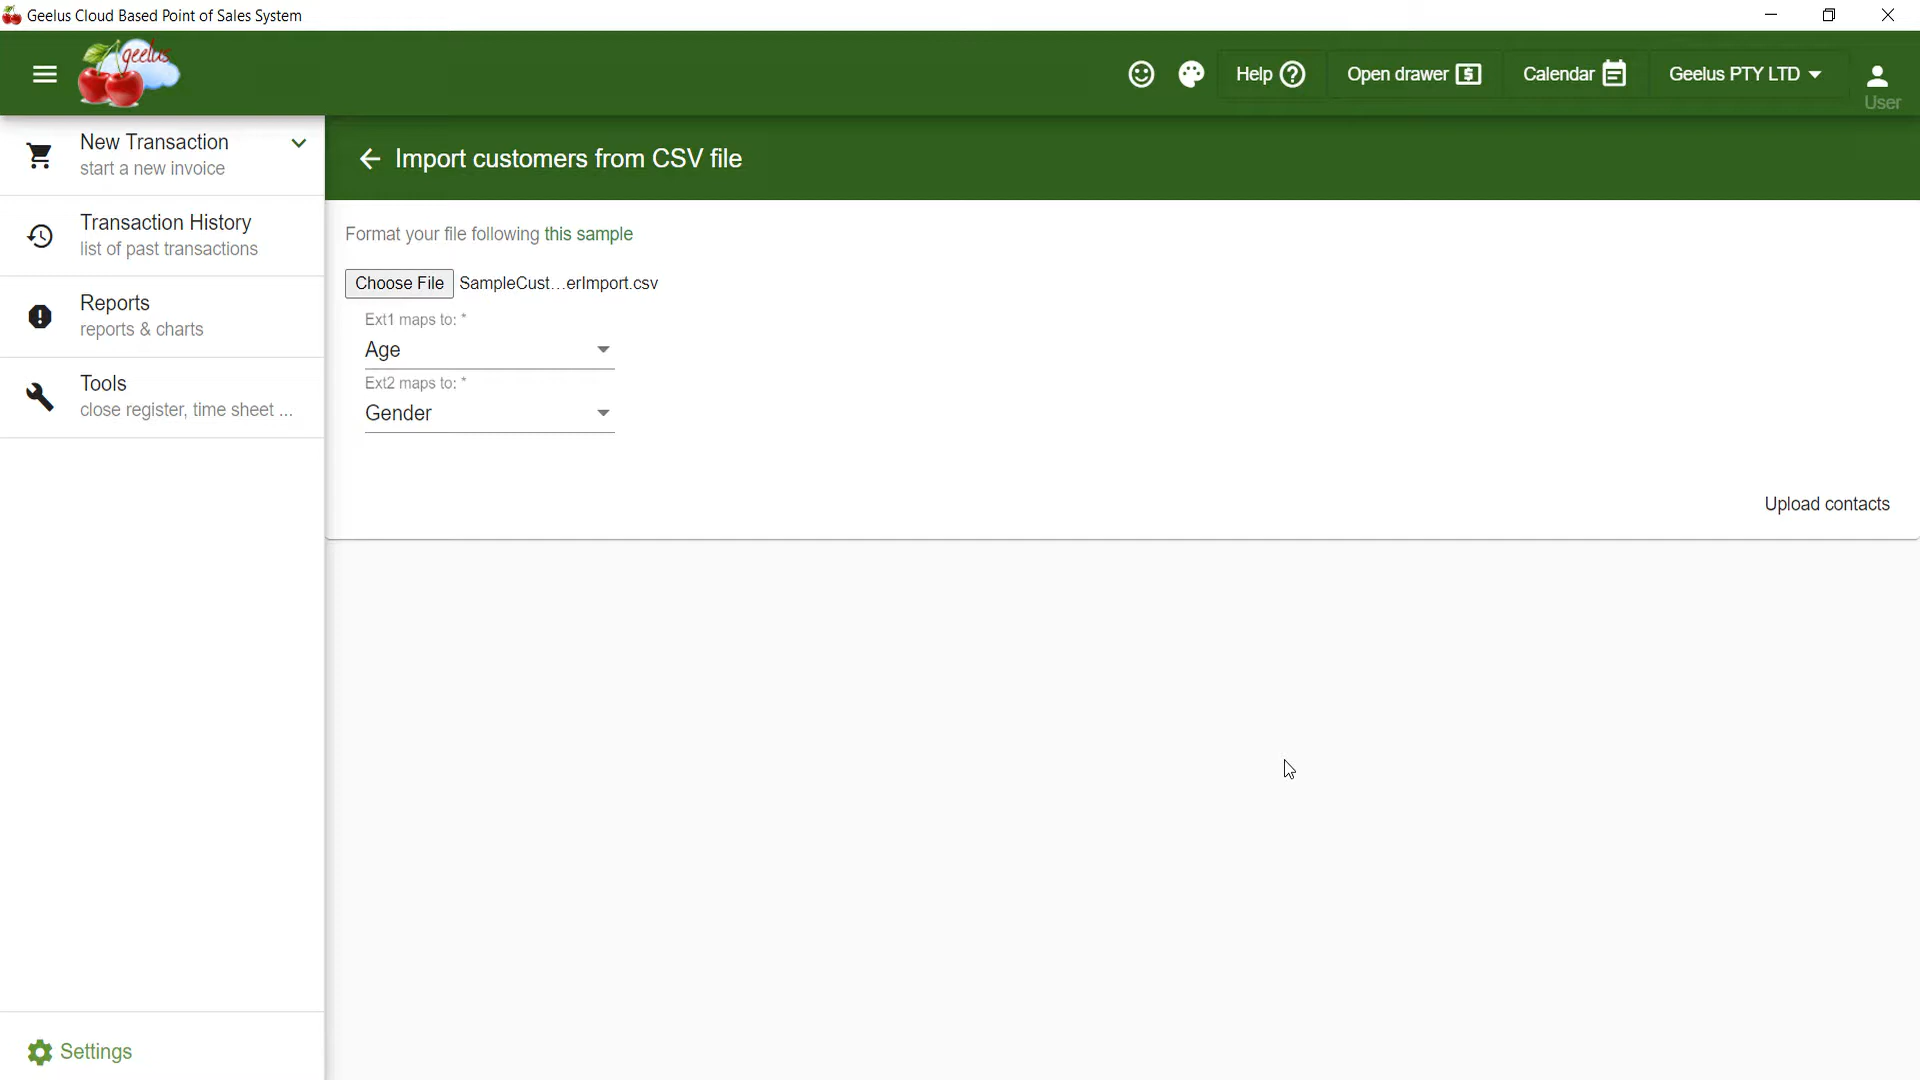 Geelus Cloud Based Point of Sales System
geelus
Help
Open drawer
Calendar
Geelus PTY LTD
User
New Transaction
start a new invoice
Transaction History
list of past transactions
Reports
reports & charts
Tools
close register, time sheet ...
Settings
Import customers from CSV file
Format your file following this sample
Choose File SampleCust...erImport.csv
Ext1 maps to: *
Age
Ext2 maps to: *
Gender
Upload contacts